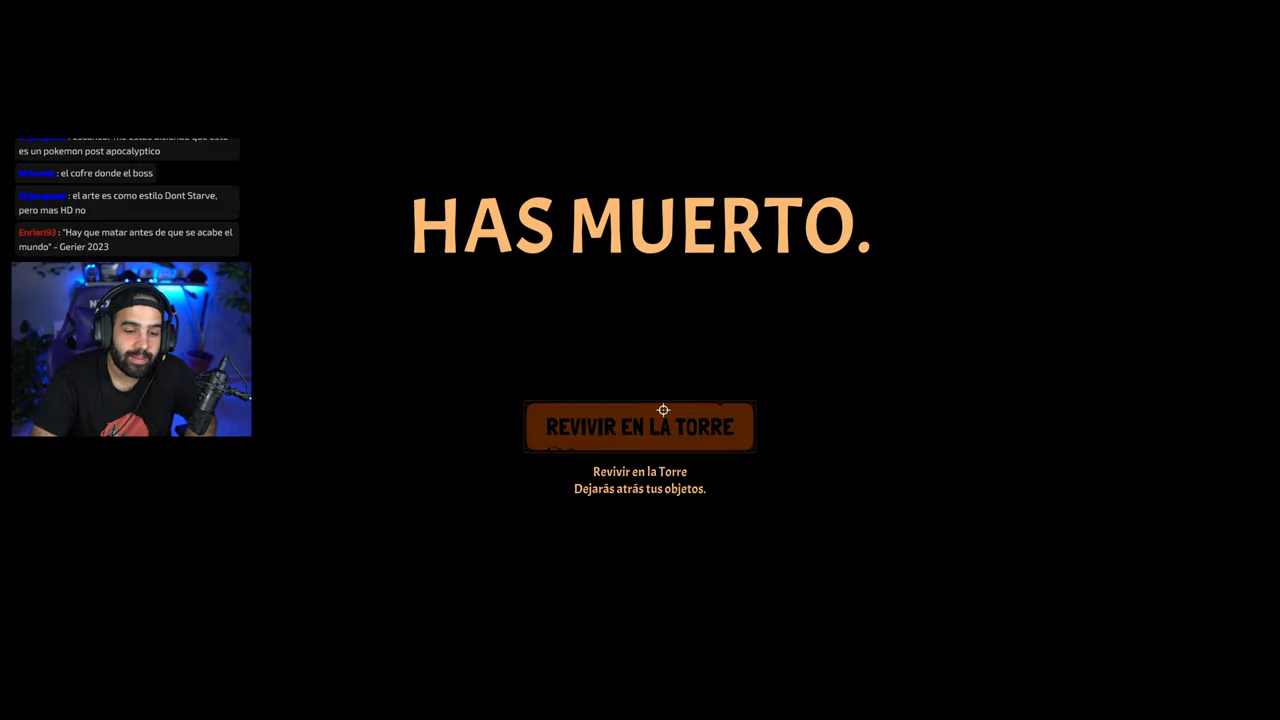 es un pokemon post apocalyptico
: el cofre donde el boss
: el arte es como estilo Dont Starve,
pero mas HD no
Enrien93 : "Hay que matar antes de que se acabe el
mundo" - Gerier 2023
HAS MUERTO.
REVIVIR EN LA TORRE
Revivir en la Torre
Dejarás atrás tus objetos.